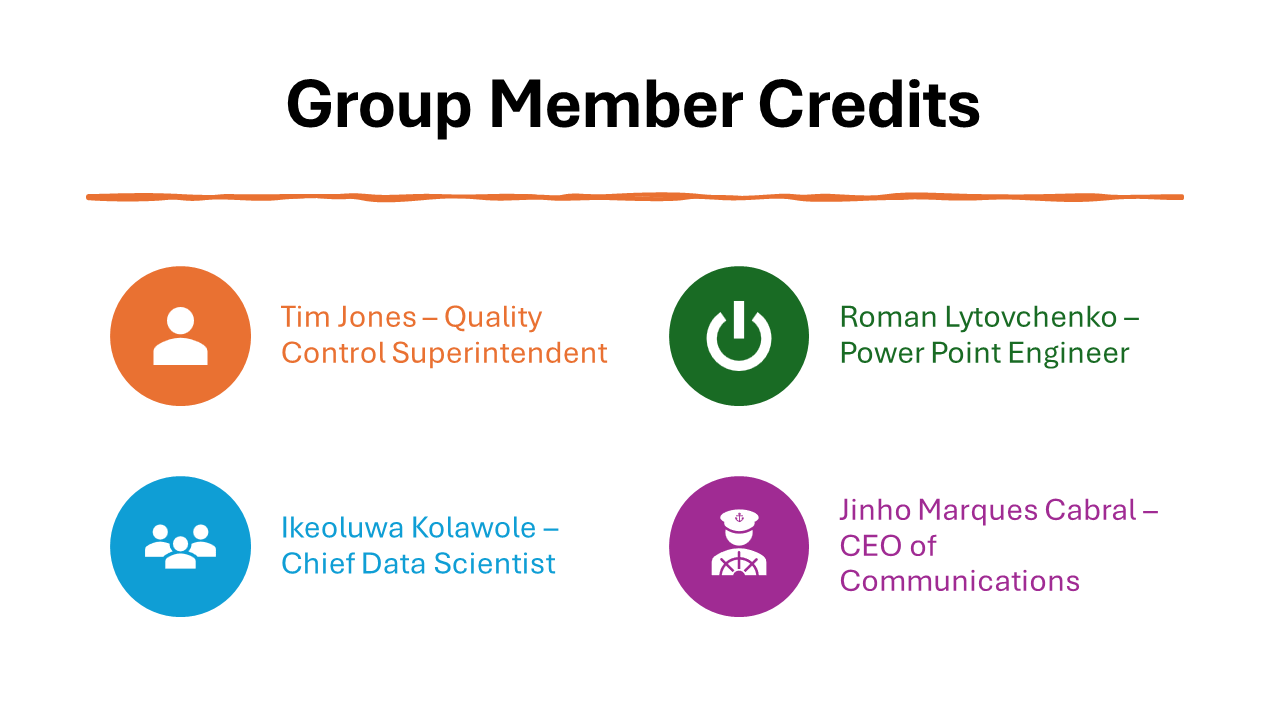 Group Member Credits
Tim Jones – Quality
Control Superintendent
Roman Lytovchenko –
Power Point Engineer
Ikeoluwa Kolawole –
Chief Data Scientist
Jinho Marques Cabral –
CEO of
Communications